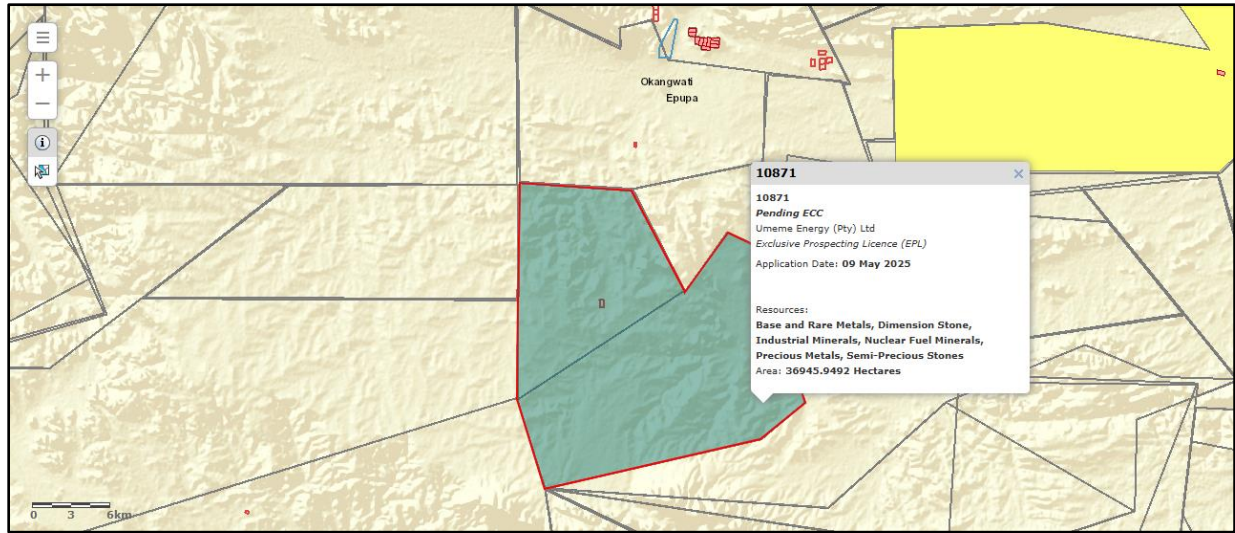 Okangwati
Epupa
10871
10871
Pending ECC
Umeme Energy (Pty) Ltd
Exclusive Prospecting Licence (EPL)
Application Date: 09 May 2025
Resources:
Base and Rare Metals, Dimension Stone,
Industrial Minerals, Nuclear Fuel Minerals,
Precious Metals, Semi-Precious Stones
Area: 36945.9492 Hectares
0 3 6km